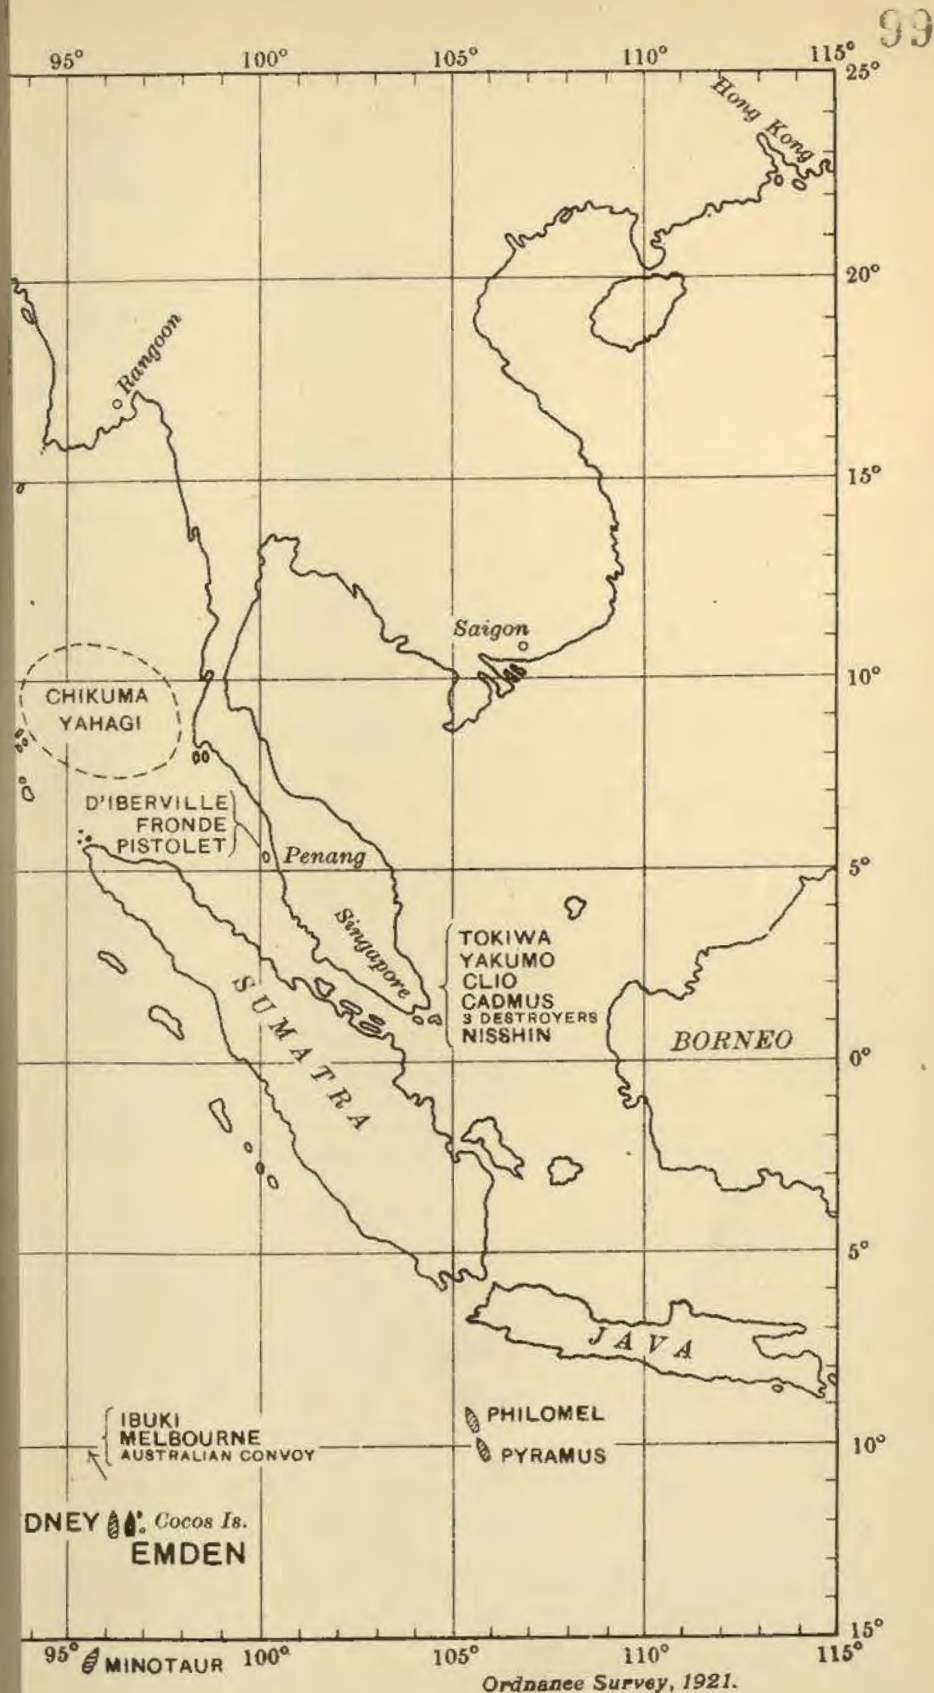 99
95° 100° 105° 110° 115°
25°
Hong Kong
20°
Rangoon
15°
Saigon
10°
CHIKUMA
YAHAGI
D'IBERVILLE
FRONDE
PISTOLET
Penang
5°
Singapore
TOKIWA
YAKUMO
CLIO
CADMUS
3 DESTROYERS
NISSHIN
SUMATRA
BORNEO
0°
5°
JAVA
IBUKI
MELBOURNE
AUSTRALIAN CONVOY
PHILOMEL
10°
PYRAMUS
DNEY Cocos Is.
EMDEN
15°
95° MINOTAUR 100° 105° 110° 115°
Ordnance Survey, 1921.